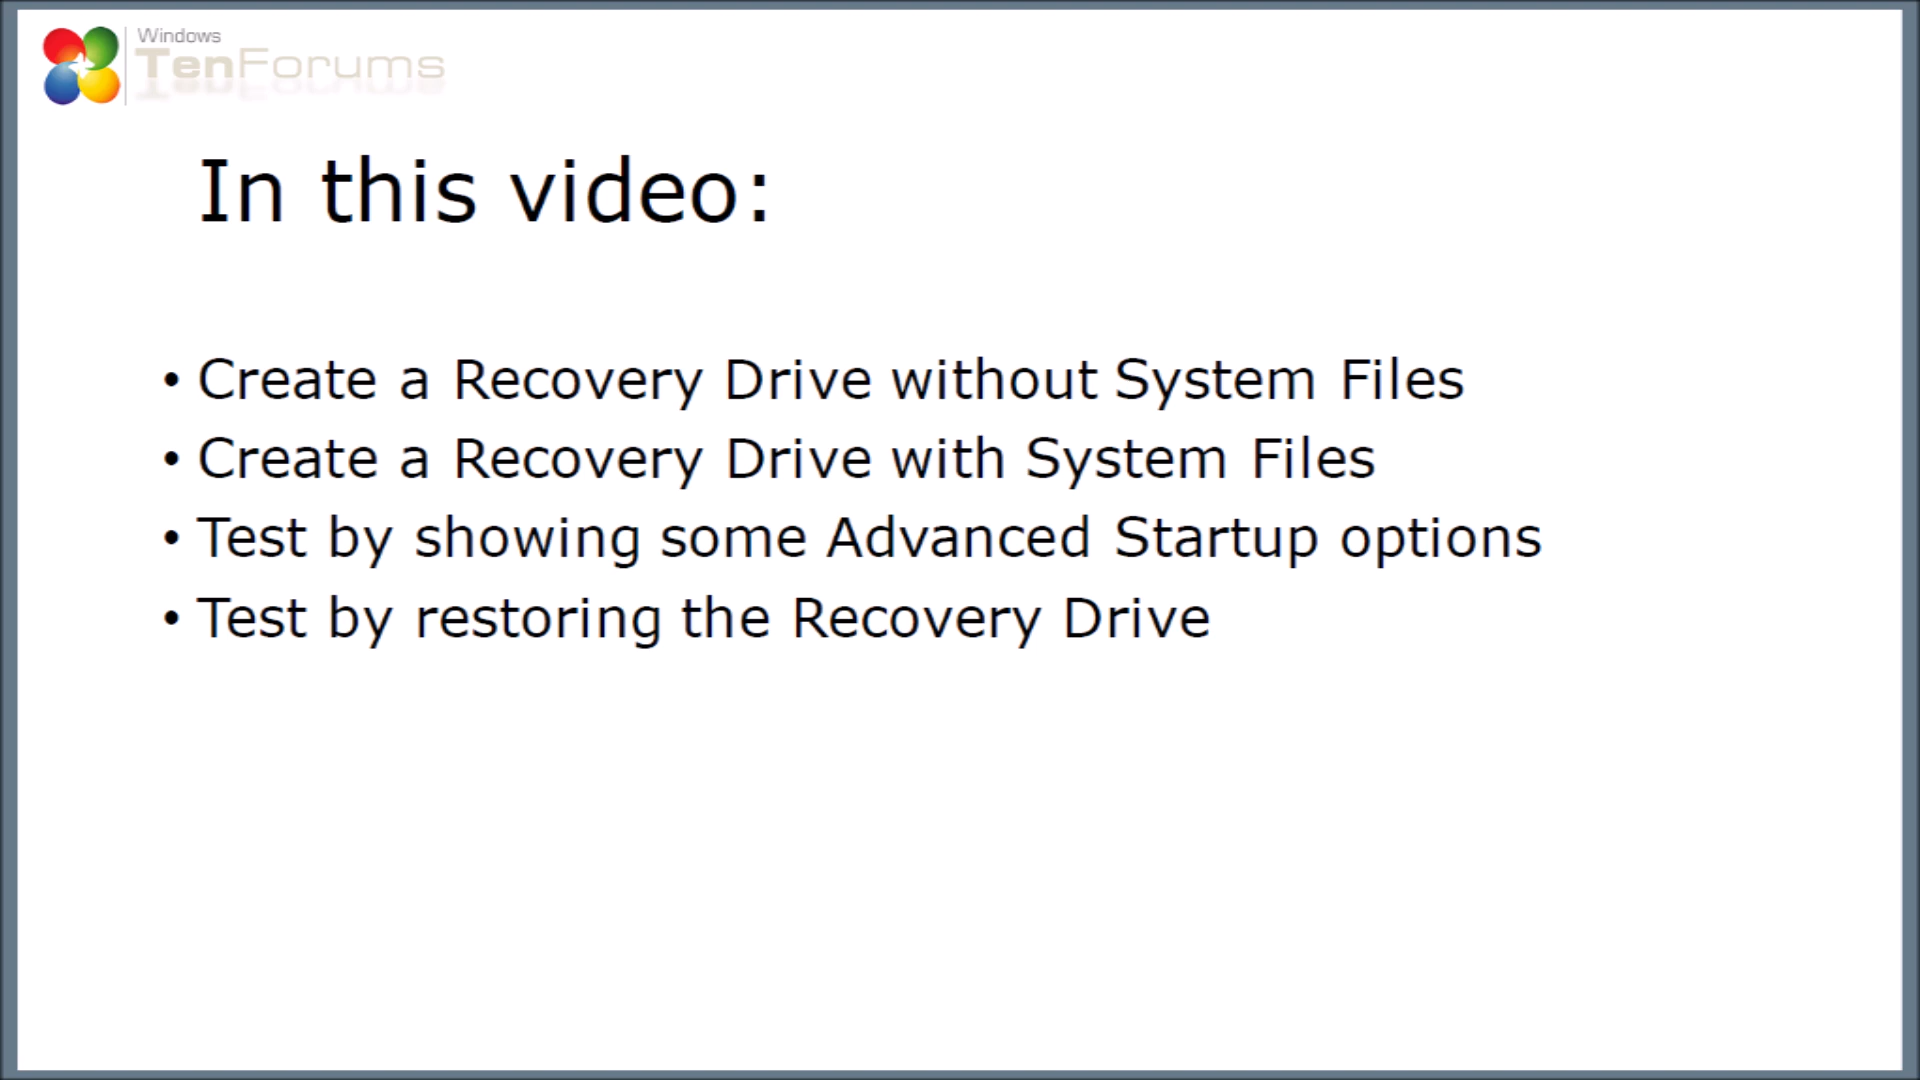 Windows
TenForums
In this video:
• Create a Recovery Drive without System Files
• Create a Recovery Drive with System Files
• Test by showing some Advanced Startup options
• Test by restoring the Recovery Drive